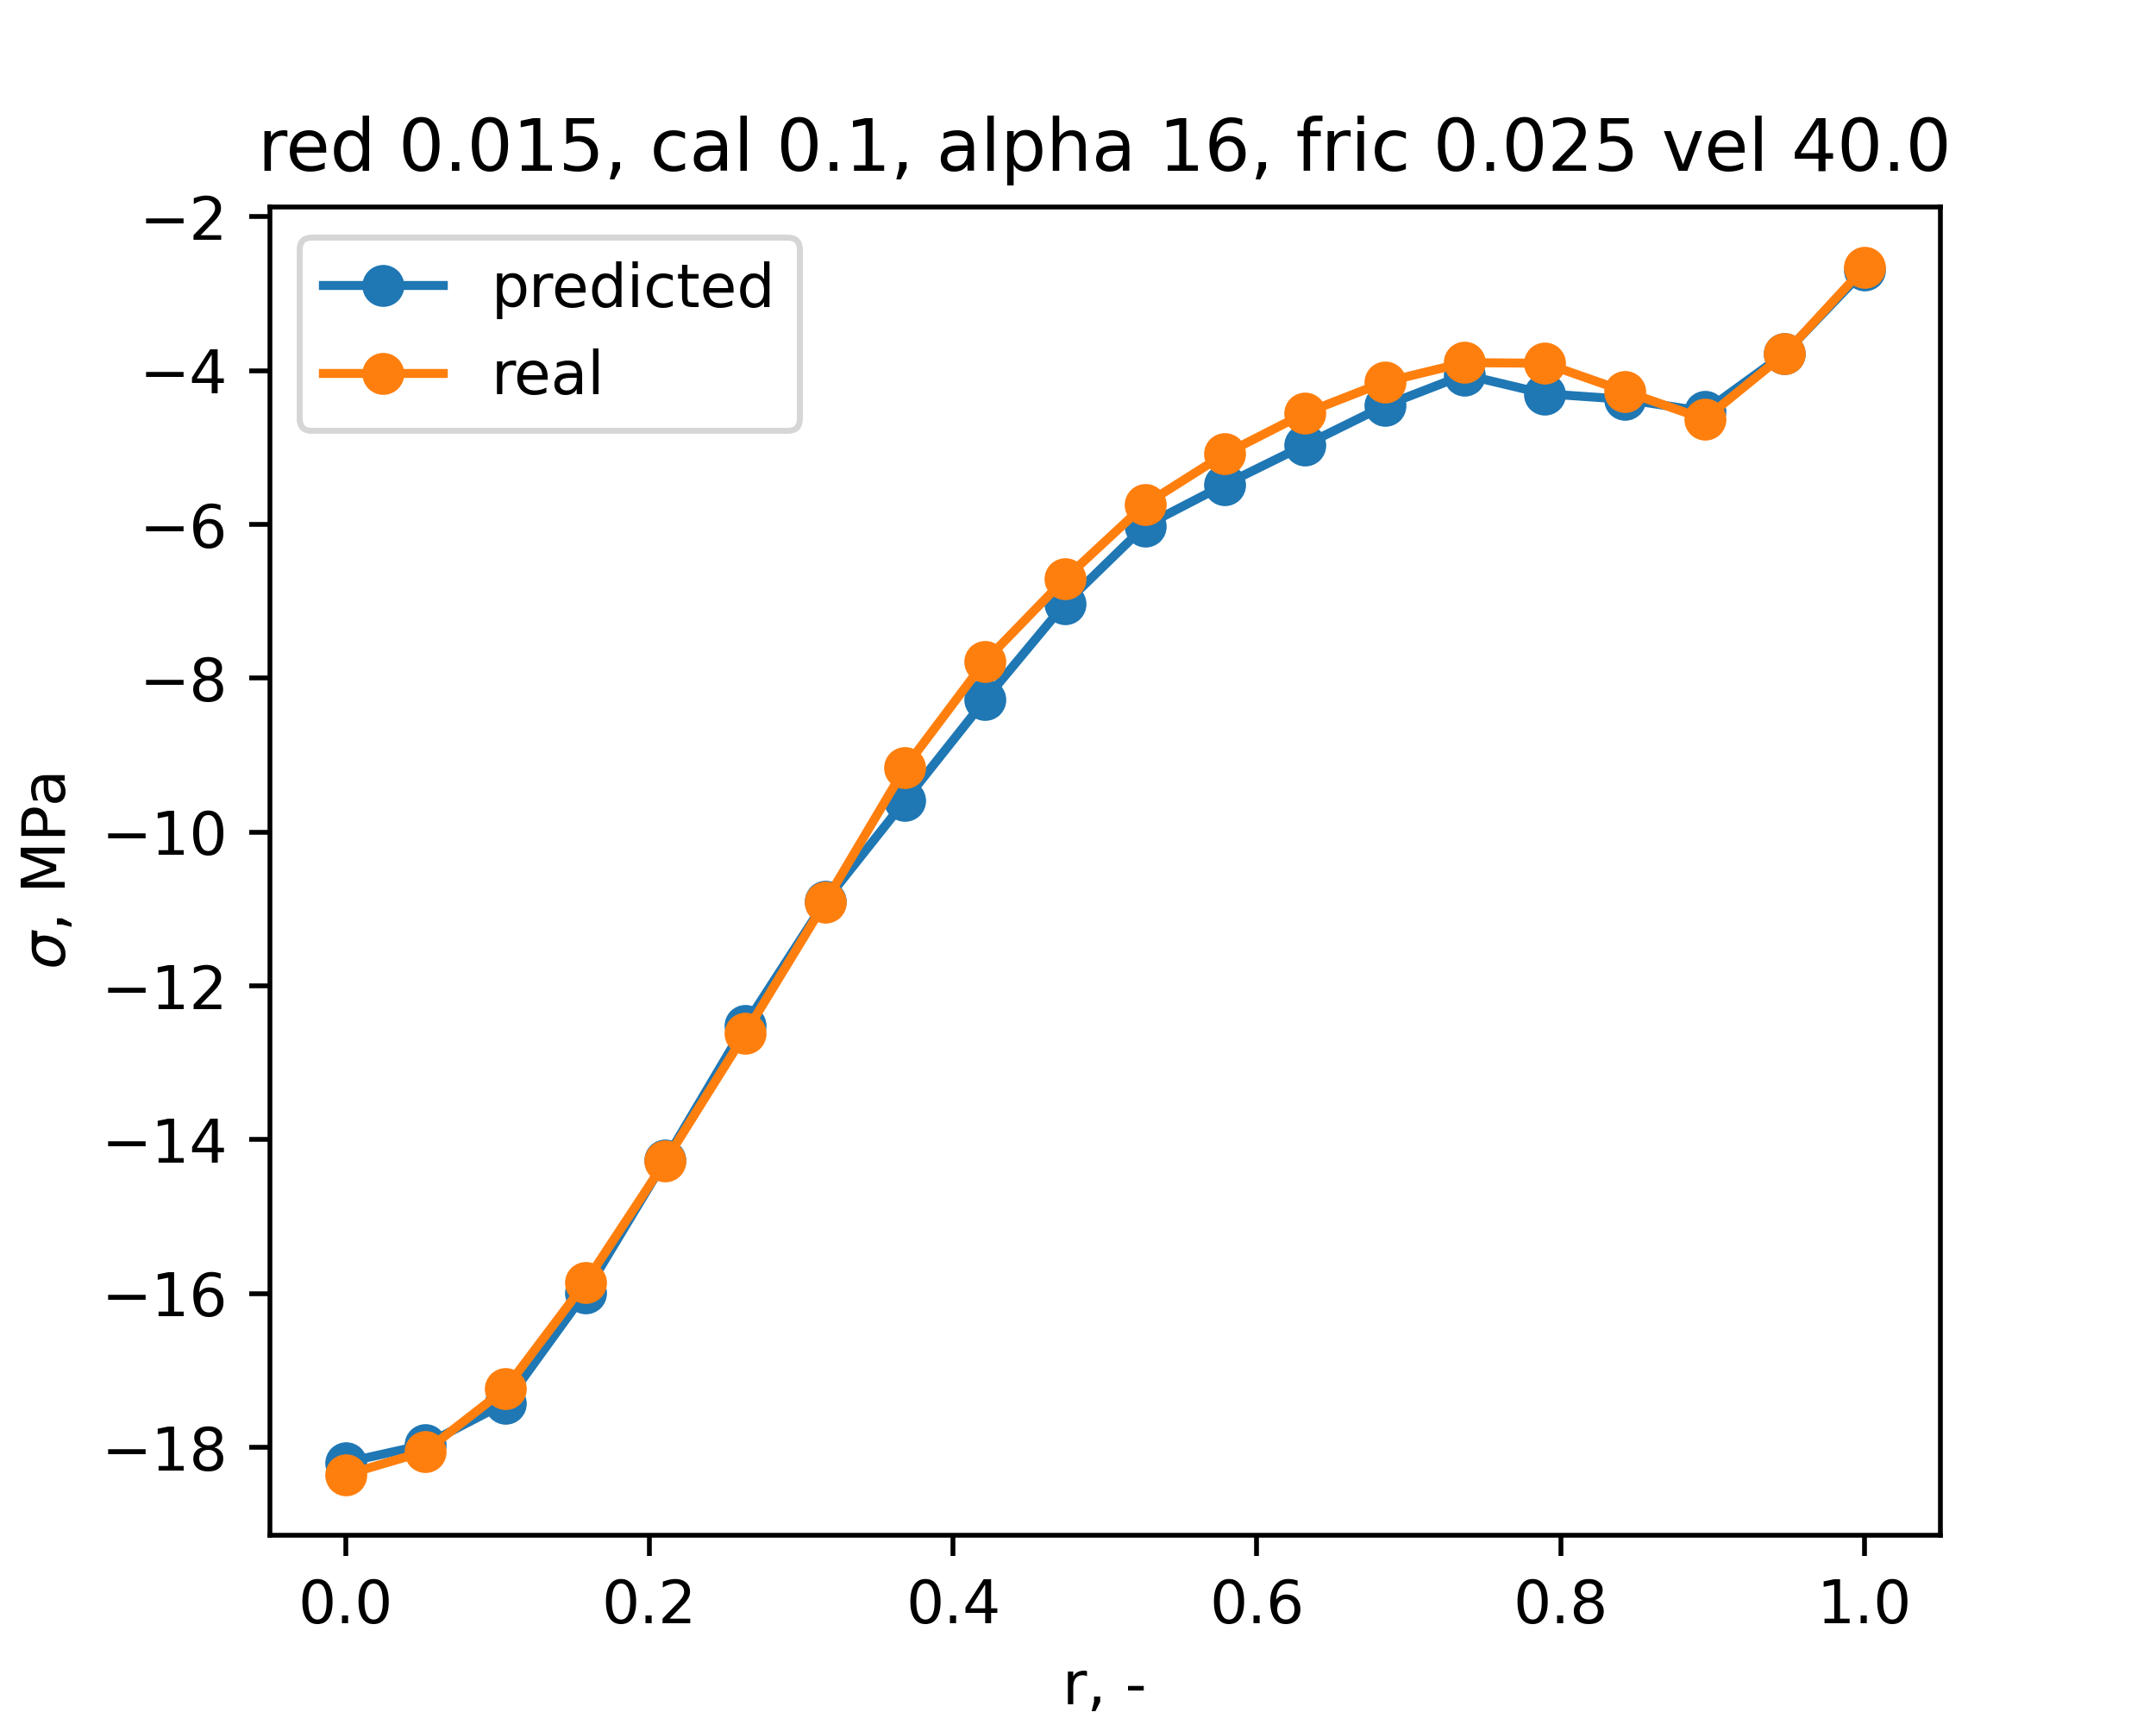 red 0.015, cal 0.1, alpha 16, fric 0.025 vel 40.0
predicted
real
−2
−4
−6
−8
−10
−12
−14
−16
−18
σ, MPa
0.0 0.2 0.4 0.6 0.8 1.0
r, -